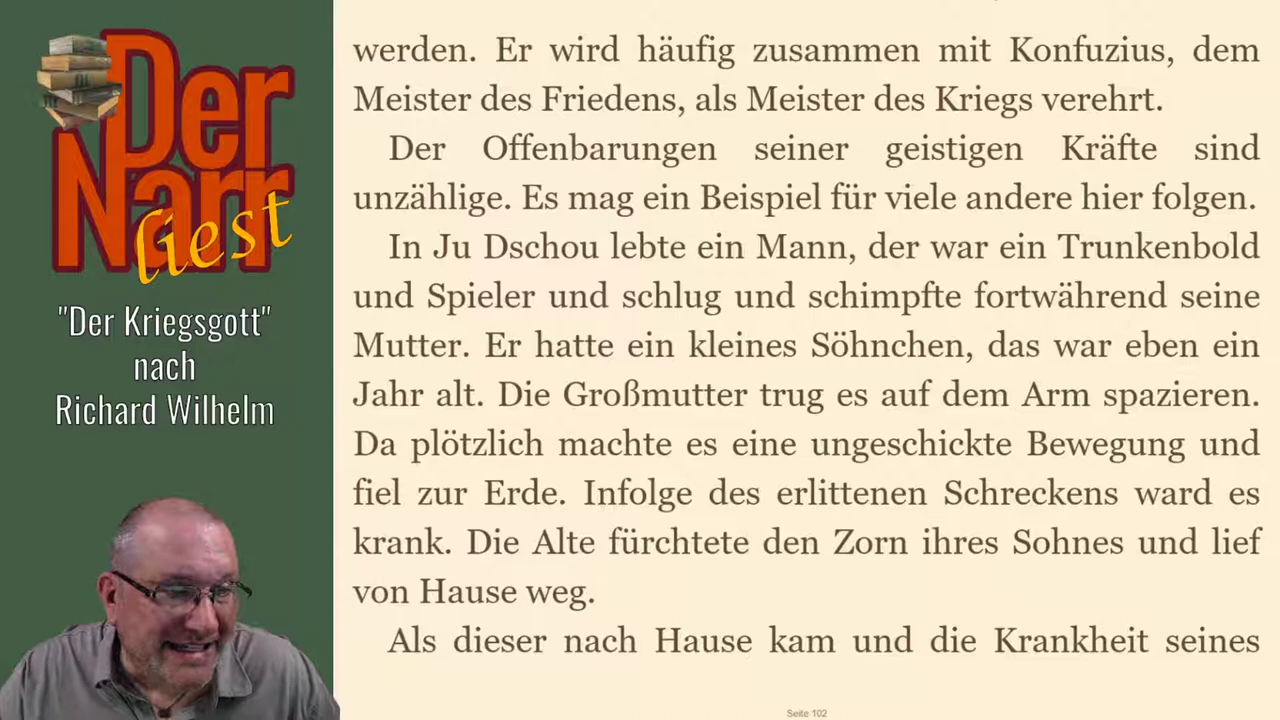 Der
Narr
liest
"Der Kriegsgott"
nach
Richard Wilhelm
werden. Er wird häufig zusammen mit Konfuzius, dem
Meister des Friedens, als Meister des Kriegs verehrt.
Der Offenbarungen seiner geistigen Kräfte sind
unzählige. Es mag ein Beispiel für viele andere hier folgen.
In Ju Dschou lebte ein Mann, der war ein Trunkenbold
und Spieler und schlug und schimpfte fortwährend seine
Mutter. Er hatte ein kleines Söhnchen, das war eben ein
Jahr alt. Die Großmutter trug es auf dem Arm spazieren.
Da plötzlich machte es eine ungeschickte Bewegung und
fiel zur Erde. Infolge des erlittenen Schreckens ward es
krank. Die Alte fürchtete den Zorn ihres Sohnes und lief
von Hause weg.
Als dieser nach Hause kam und die Krankheit seines
Seite 102